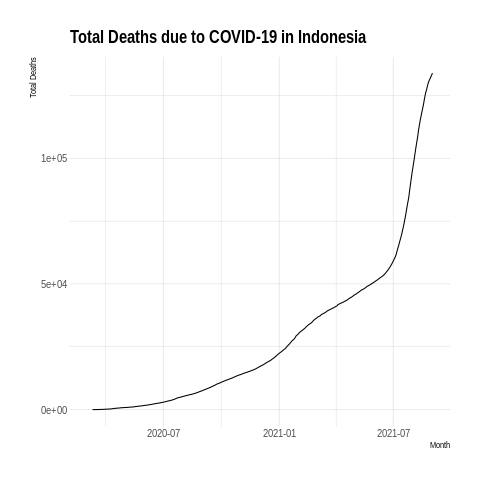 Total Deaths due to COVID-19 in Indonesia
Total Deaths
1e+05
5e+04
0e+00
2020-07 2021-01 2021-07
Month